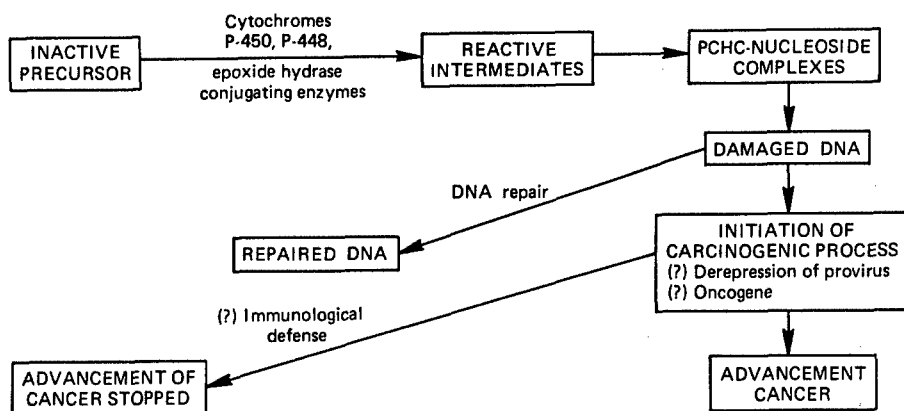 INACTIVE
PRECURSOR
Cytochromes
P-450, P-448,
epoxide hydrase
conjugating enzymes
REACTIVE
INTERMEDIATES
PCHC-NUCLEOSIDE
COMPLEXES
DAMAGED DNA
DNA repair
REPAIRED DNA
INITIATION OF
CARCINOGENIC PROCESS
(?) Derepression of provirus
(?) Oncogene
(?) Immunological
defense
ADVANCEMENT OF
CANCER STOPPED
ADVANCEMENT
CANCER